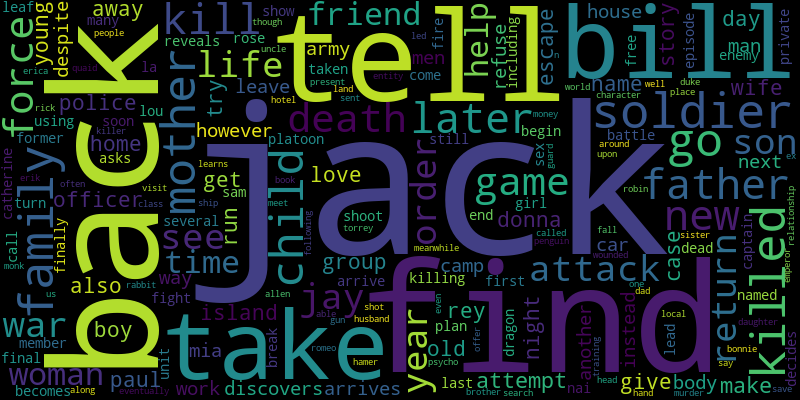 jack
back
tell
find
take
bill
leaf
young
away
many
people
though
show
uncle
rose
despite
reveals
la
force
kill
friend
help
refuse
including
escape
house
day
story
episode
man
enemy
private
free
fire
led
army
men
come
taken
present
land
sent
entity
hotel
life
leave
try
police
lou
erica
quaid
rick
killer
using
soon
former
home
asks
mother
however
platoon
death
later
begin
name
wife
world
duke
place
character
well
soldier
son
battle
still
sex
go
next
ex
around
upon
robin
guard
money
catherine
erik
family
officer
learns
get
sam
child
love
order
game
girl
meet
book
father
turn
often
visit
class
ship
several
run
shoot
torrey
end
donna
called
penguin
new
fall
wounded
sister
car
case
dead
captain
killed
emperor
relationship
call
monk
finally
see
time
following
meanwhile
group
camp
killing
first
attack
return
named
daughter
us
also
way
rabbit
fight
allen
arrive
jay
year
rey
plan
old
dragon
night
another
instead
one
dad
lead
local
war
boy
member
final
unit
island
mia
break
able
gun
shot
husband
romeo
even
offer
psycho
training
bonnie
say
decides
woman
paul
becomes
along
eventually
work
discovers
hamer
arrives
last
brother
attempt
search
nai
head
give
hand
body
murder
make
save